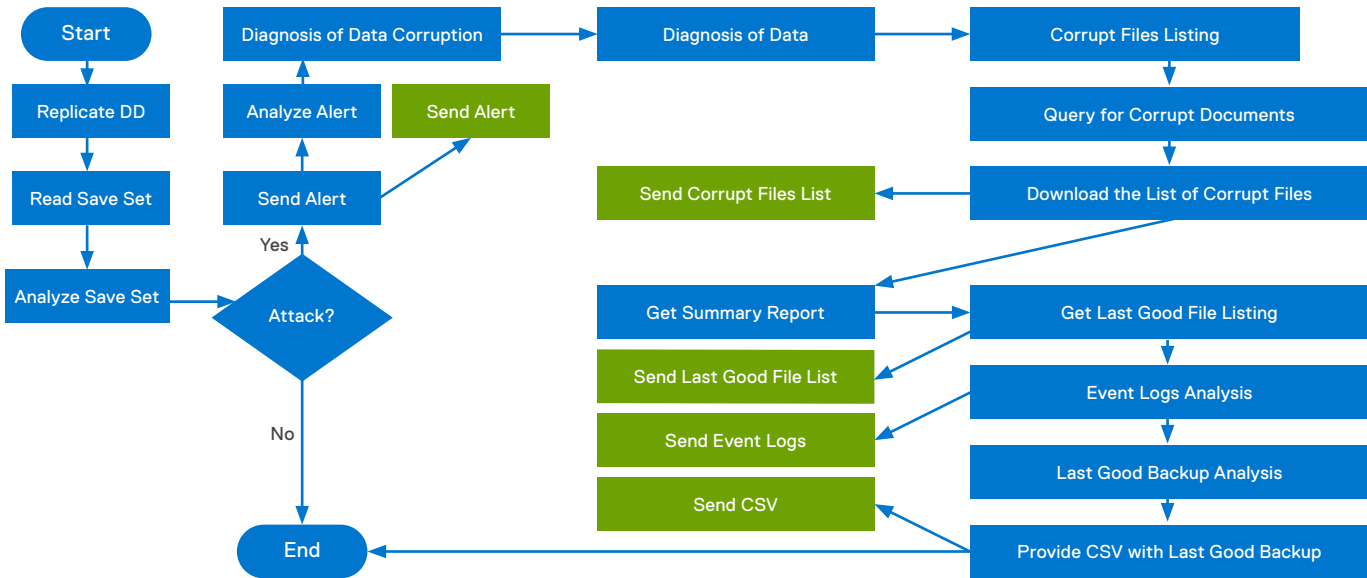 Start
Replicate DD
Read Save Set
Analyze Save Set
Attack?
Yes
No
Send Alert
Send Alert
Analyze Alert
Diagnosis of Data Corruption
Diagnosis of Data
Corrupt Files Listing
Query for Corrupt Documents
Download the List of Corrupt Files
Send Corrupt Files List
Get Summary Report
Get Last Good File Listing
Send Last Good File List
Event Logs Analysis
Send Event Logs
Last Good Backup Analysis
Send CSV
Provide CSV with Last Good Backup
End